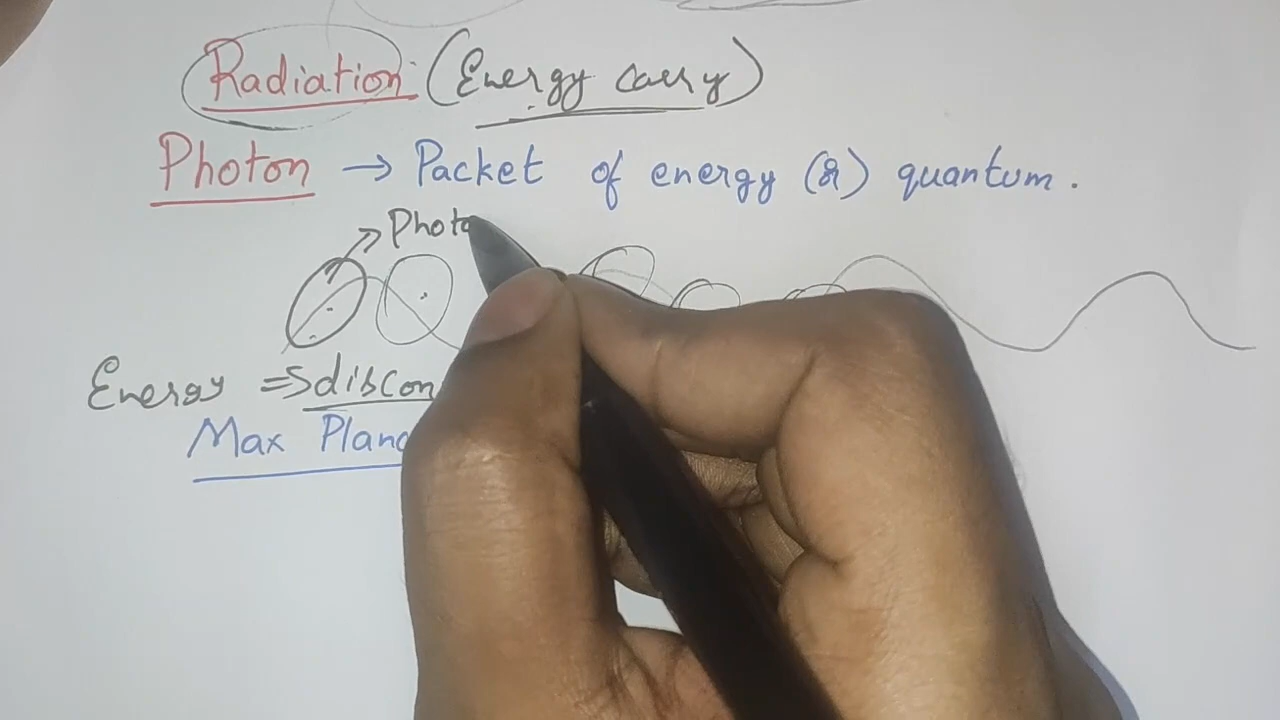 Radiation (Energy carry)
Photon → Packet of energy (or) quantum.
Photo
Energy ⇒ discon
Max Planc